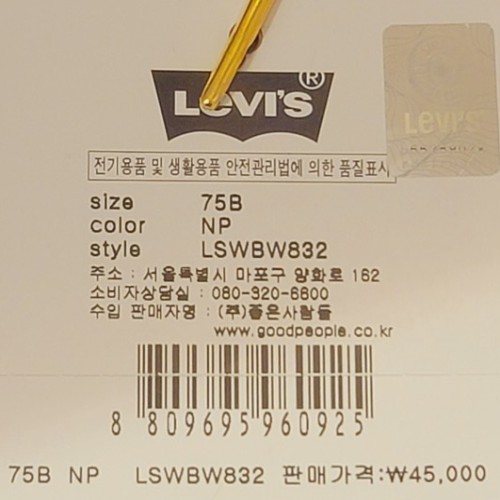 LEVI'S®
LEVI'S
전기용품 및 생활용품 안전관리법에 의한 품질표시
size 75B
color NP
style LSWBW832
주소 : 서울특별시 마포구 양화로 162
소비자상담실 : 080-320-6600
수입 판매자명 : (주)좋은사람들
www.goodpeople.co.kr
8 809695 960925
75B NP LSWBW832 판매가격:₩45,000